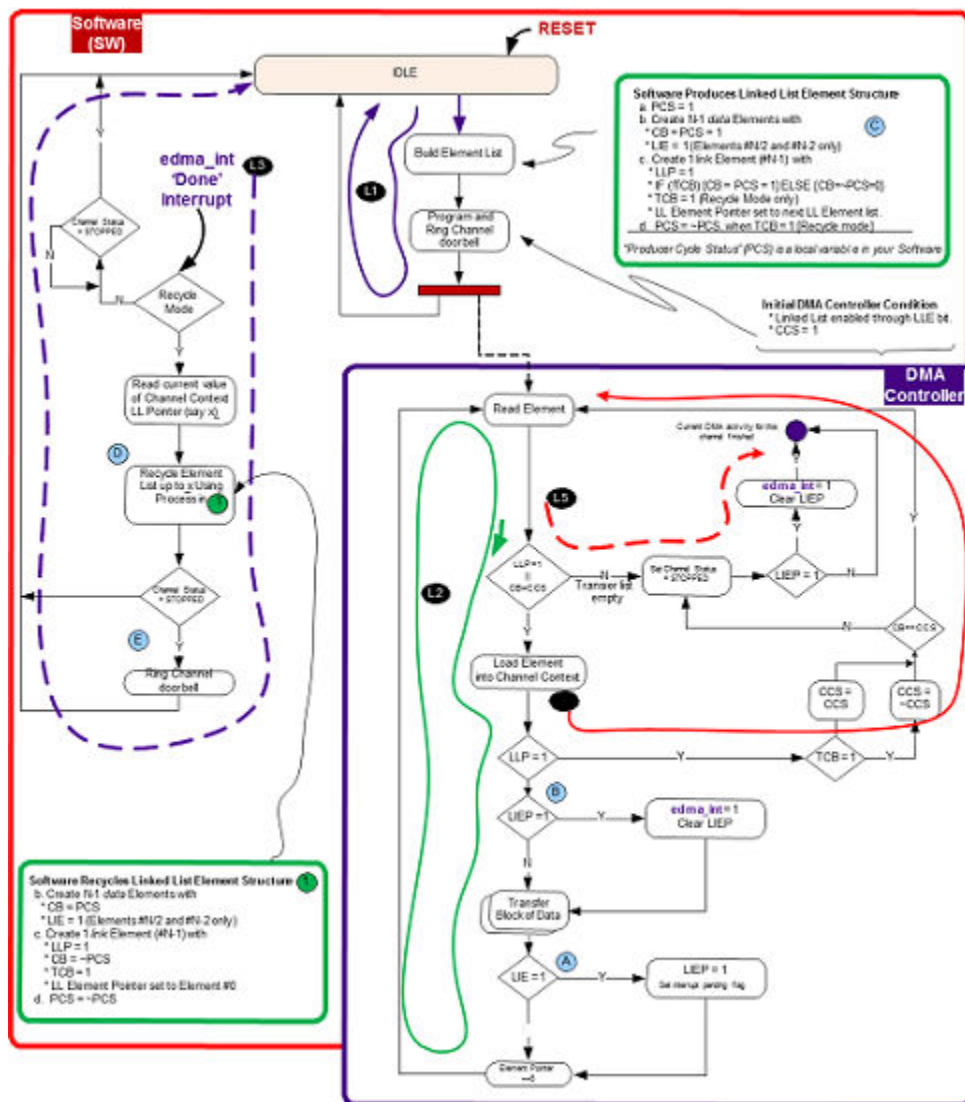 Software
(SW)
RESET
IDLE
Software Produces Linked List Element Structure
a. PCS = 1
b. Create N-1 data Elements with
* CB = PCS = 1
* LIE = 1 (Elements #N/2 and #N-2 only)
c. Create 1 link Element (#N-1) with
* LLP = 1
* IF (!TCB) {CB = PCS = 1} ELSE {CB=~PCS=0}
* TCB = 1 (Recycle Mode only)
* LL Element Pointer set to next LL Element list.
d. PCS = ~PCS, when TCB = 1 [Recycle mode]
"Producer Cycle Status" (PCS) is a local variable in your Software
C
Build Element List
L1
Program and
Ring Channel
doorbell
edma_int
'Done'
Interrupt
L3
Channel Status
= STOPPED
N
N
Recycle
Mode
Y
Initial DMA Controller Condition
* Linked List enabled through LLE bit.
* CCS = 1
Read current value
of Channel Context
LL Pointer (say x)
D
Recycle Element
List up to x Using
Process in
1
Channel Status
= STOPPED
E
Y
Ring Channel
doorbell
DMA
Controller
Read Element
Current DMA activity for the
channel finished
Y
edma_int = 1
Clear LIEP
Y
L5
LLP=1
||
CB=CCS
N
Transfer list
empty
Set Channel Status
= STOPPED
LIEP = 1
N
Y
L2
Y
Load Element
into Channel Context
N
CB==CCS
CCS =
CCS
CCS =
~CCS
LLP = 1
Y
TCB = 1
Y
B
LIEP =1
Y
edma_int = 1
Clear LIEP
N
Transfer
Block of Data
A
LIE = 1
Y
LIEP = 1
Set interrupt pending flag
Element Pointer
Software Recycles Linked List Element Structure
1
b. Create N-1 data Elements with
* CB = PCS
* LIE = 1 (Elements #N/2 and #N-2 only)
c. Create 1 link Element (#N-1) with
* LLP = 1
* CB = ~PCS
* TCB = 1
* LL Element Pointer set to Element #0
d. PCS = ~PCS